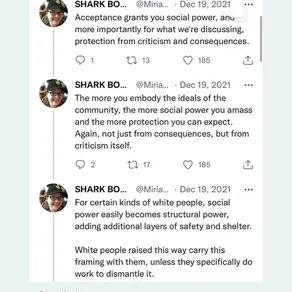 SHARK BO... @Miria... · Dec 19, 2021 ···
Acceptance grants you social power, and
more importantly for what we're discussing,
protection from criticism and consequences.
1 13 185
SHARK BO... @Miria... · Dec 19, 2021 ···
The more you embody the ideals of the
community, the more social power you amass
and the more protection you can expect.
Again, not just from consequences, but from
criticism itself.
2 17 185
SHARK BO... @Miria... · Dec 19, 2021 ···
For certain kinds of white people, social
power easily becomes structural power,
adding additional layers of safety and shelter.
White people raised this way carry this
framing with them, unless they specifically do
work to dismantle it.